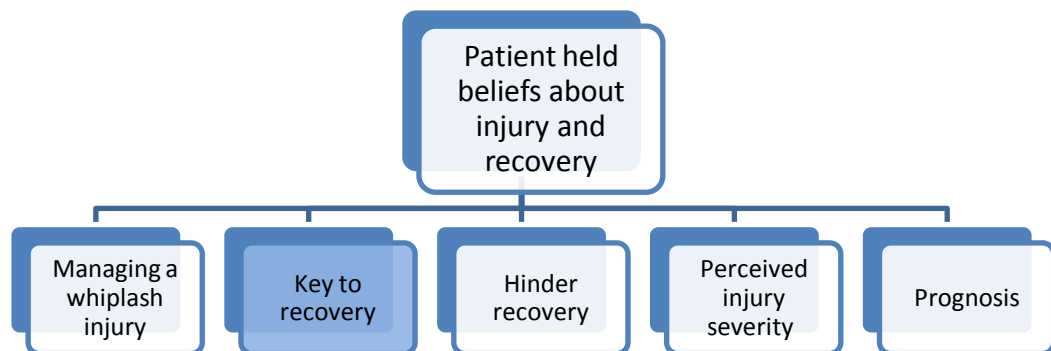 Patient held
beliefs about
injury and
recovery
Managing a
whiplash
injury
Key to
recovery
Hinder
recovery
Perceived
injury
severity
Prognosis